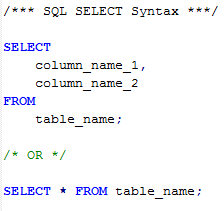 /*** SQL SELECT Syntax ***/
SELECT
column_name_1,
column_name_2
FROM
table_name;
/* OR */
SELECT * FROM table_name;